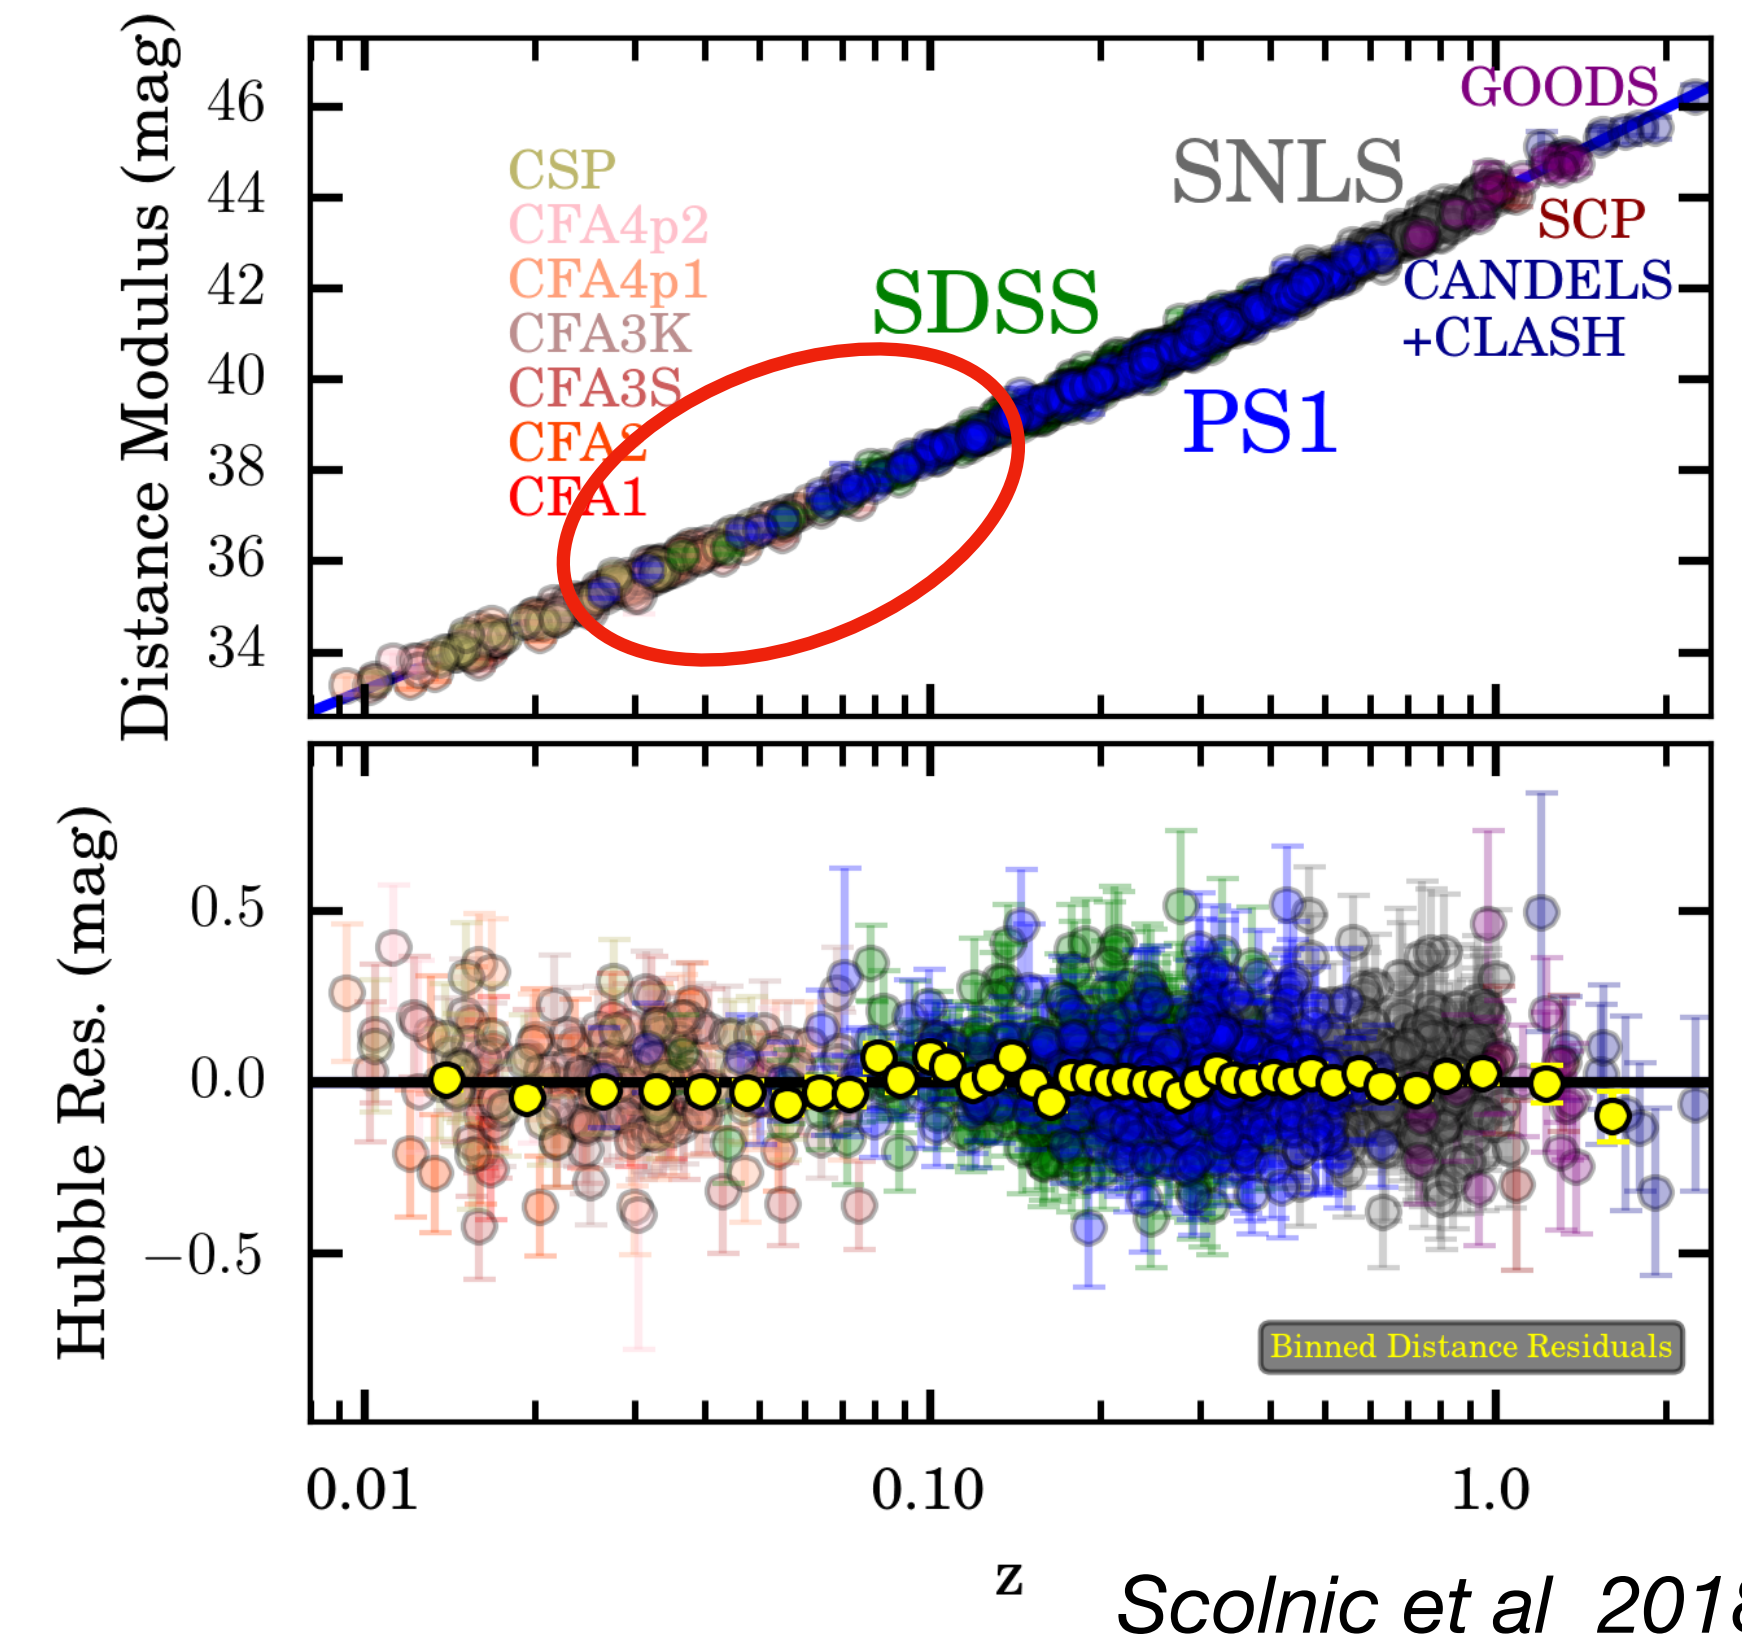 Distance Modulus (mag)
46
44
42
40
38
36
34
CSP
CFA4p2
CFA4p1
CFA3K
CFA3S
CFA2
CFA1
SDSS
SNLS
GOODS
SCP
CANDELS
+CLASH
PS1
Hubble Res. (mag)
0.5
0.0
−0.5
Binned Distance Residuals
0.01 0.10 1.0
z
Scolnic et al 2018